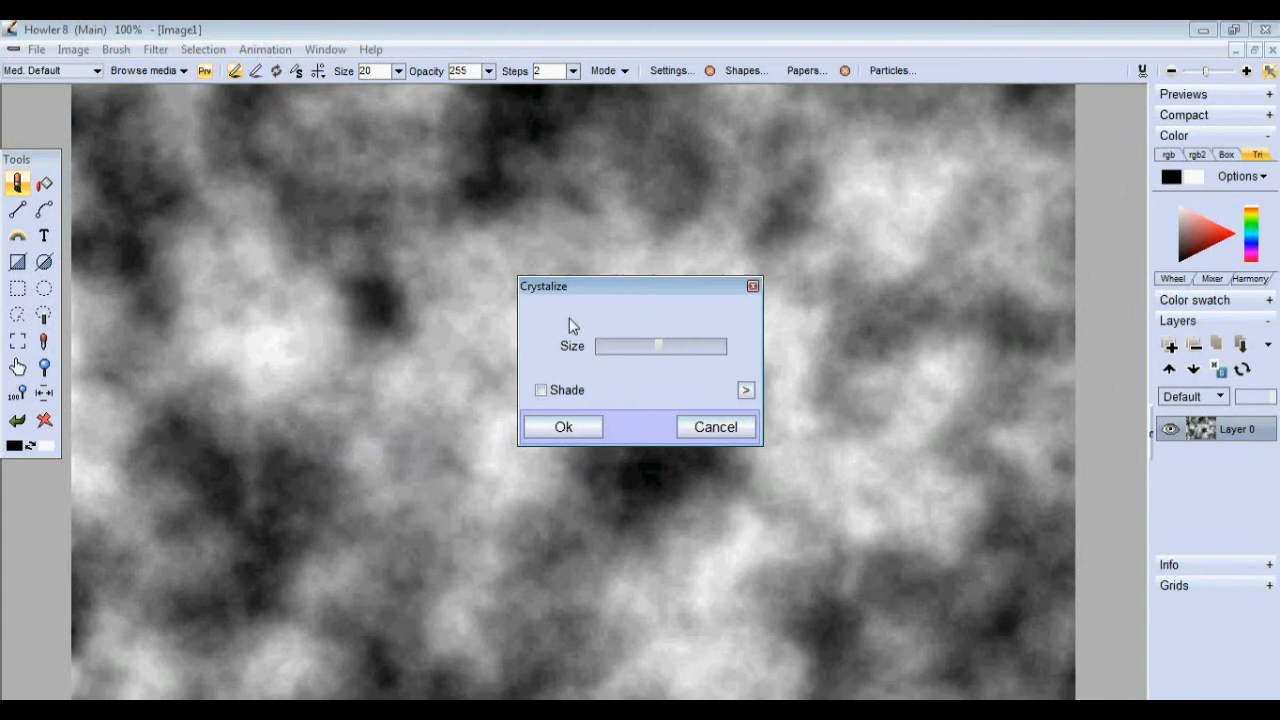 Howler 8 (Main) 100% - [Image1]
File Image Brush Filter Selection Animation Window Help
Med. Default Browse media Prv Size 20 Opacity 255 Steps 2 Mode Settings... Shapes... Papers... Particles...
Previews +
Compact +
Color -
rgb rgb2 Box Tri
Options
Wheel Mixer Harmony
Color swatch +
Layers -
Default
Layer 0
Info +
Grids +
Tools
T
100
Crystalize
Size
Shade >
Ok Cancel